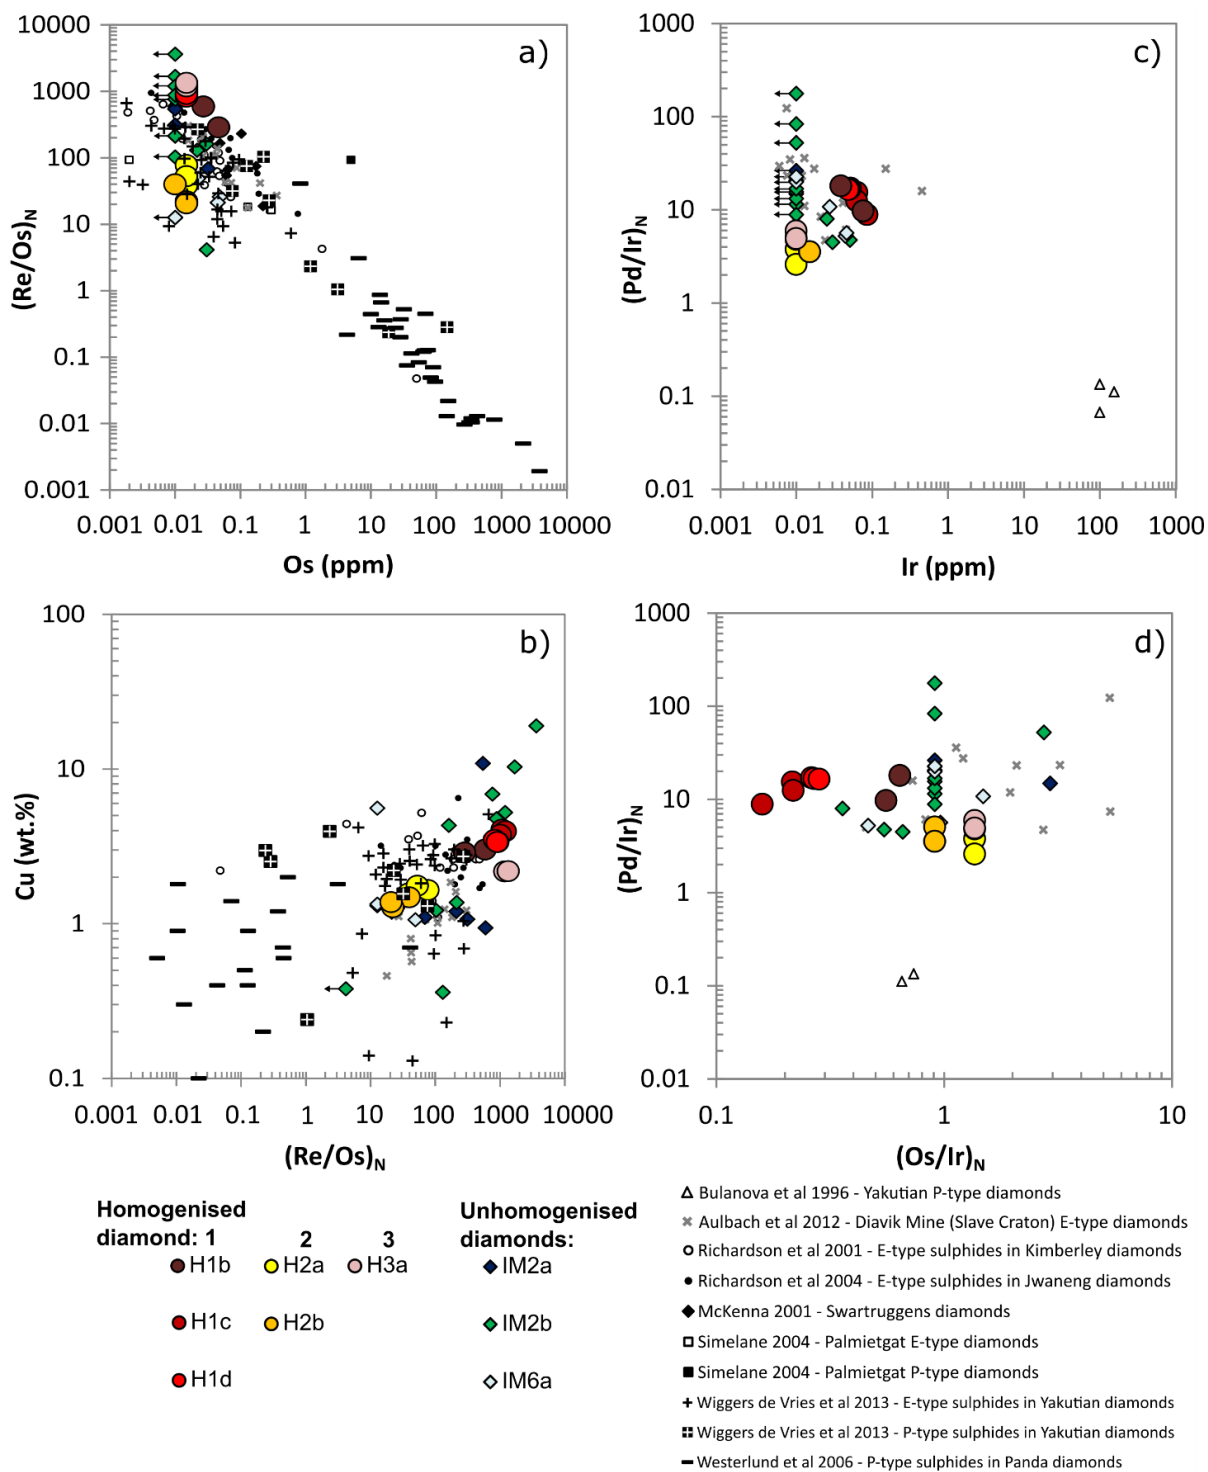 a)
10000
1000
100
10
1
0.1
0.01
0.001
(Re/Os)N
0.001 0.01 0.1 1 10 100 1000 10000
Os (ppm)
c)
1000
100
10
1
0.1
0.01
(Pd/Ir)N
0.001 0.01 0.1 1 10 100 1000
Ir (ppm)
b)
100
10
1
0.1
Cu (wt.%)
0.001 0.01 0.1 1 10 100 1000 10000
(Re/Os)N
d)
1000
100
10
1
0.1
0.01
(Pd/Ir)N
0.1 1 10
(Os/Ir)N
Homogenised
diamond: 1 2 3
H1b H2a H3a
H1c H2b
H1d
Unhomogenised
diamonds:
IM2a
IM2b
IM6a
Bulanova et al 1996 - Yakutian P-type diamonds
Aulbach et al 2012 - Diavik Mine (Slave Craton) E-type diamonds
Richardson et al 2001 - E-type sulphides in Kimberley diamonds
Richardson et al 2004 - E-type sulphides in Jwaneng diamonds
McKenna 2001 - Swartruggens diamonds
Simelane 2004 - Palmietgat E-type diamonds
Simelane 2004 - Palmietgat P-type diamonds
Wiggers de Vries et al 2013 - E-type sulphides in Yakutian diamonds
Wiggers de Vries et al 2013 - P-type sulphides in Yakutian diamonds
Westerlund et al 2006 - P-type sulphides in Panda diamonds